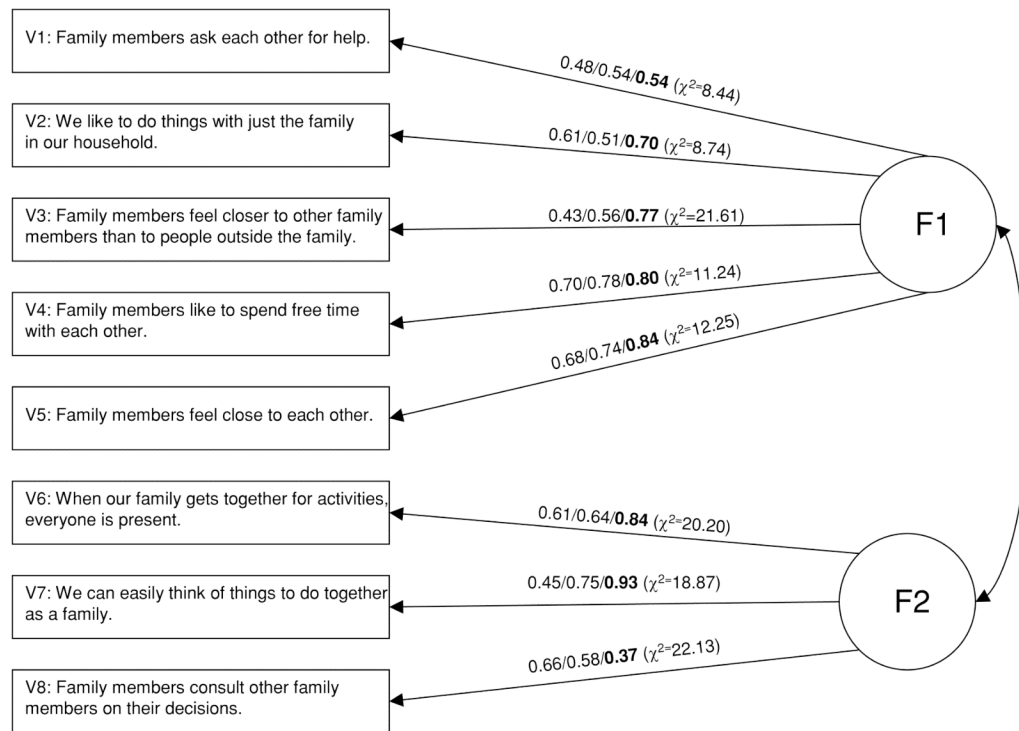 V1: Family members ask each other for help.
0.48/0.54/0.54 (χ²⁼8.44)
V2: We like to do things with just the family
in our household.
0.61/0.51/0.70 (χ²⁼8.74)
V3: Family members feel closer to other family
members than to people outside the family.
0.43/0.56/0.77 (χ²=21.61)
F1
V4: Family members like to spend free time
with each other.
0.70/0.78/0.80 (χ²⁼11.24)
0.68/0.74/0.84 (χ²⁼12.25)
V5: Family members feel close to each other.
V6: When our family gets together for activities,
everyone is present.
0.61/0.64/0.84 (χ²⁼20.20)
V7: We can easily think of things to do together
as a family.
0.45/0.75/0.93 (χ²⁼18.87)
F2
0.66/0.58/0.37 (χ²⁼22.13)
V8: Family members consult other family
members on their decisions.